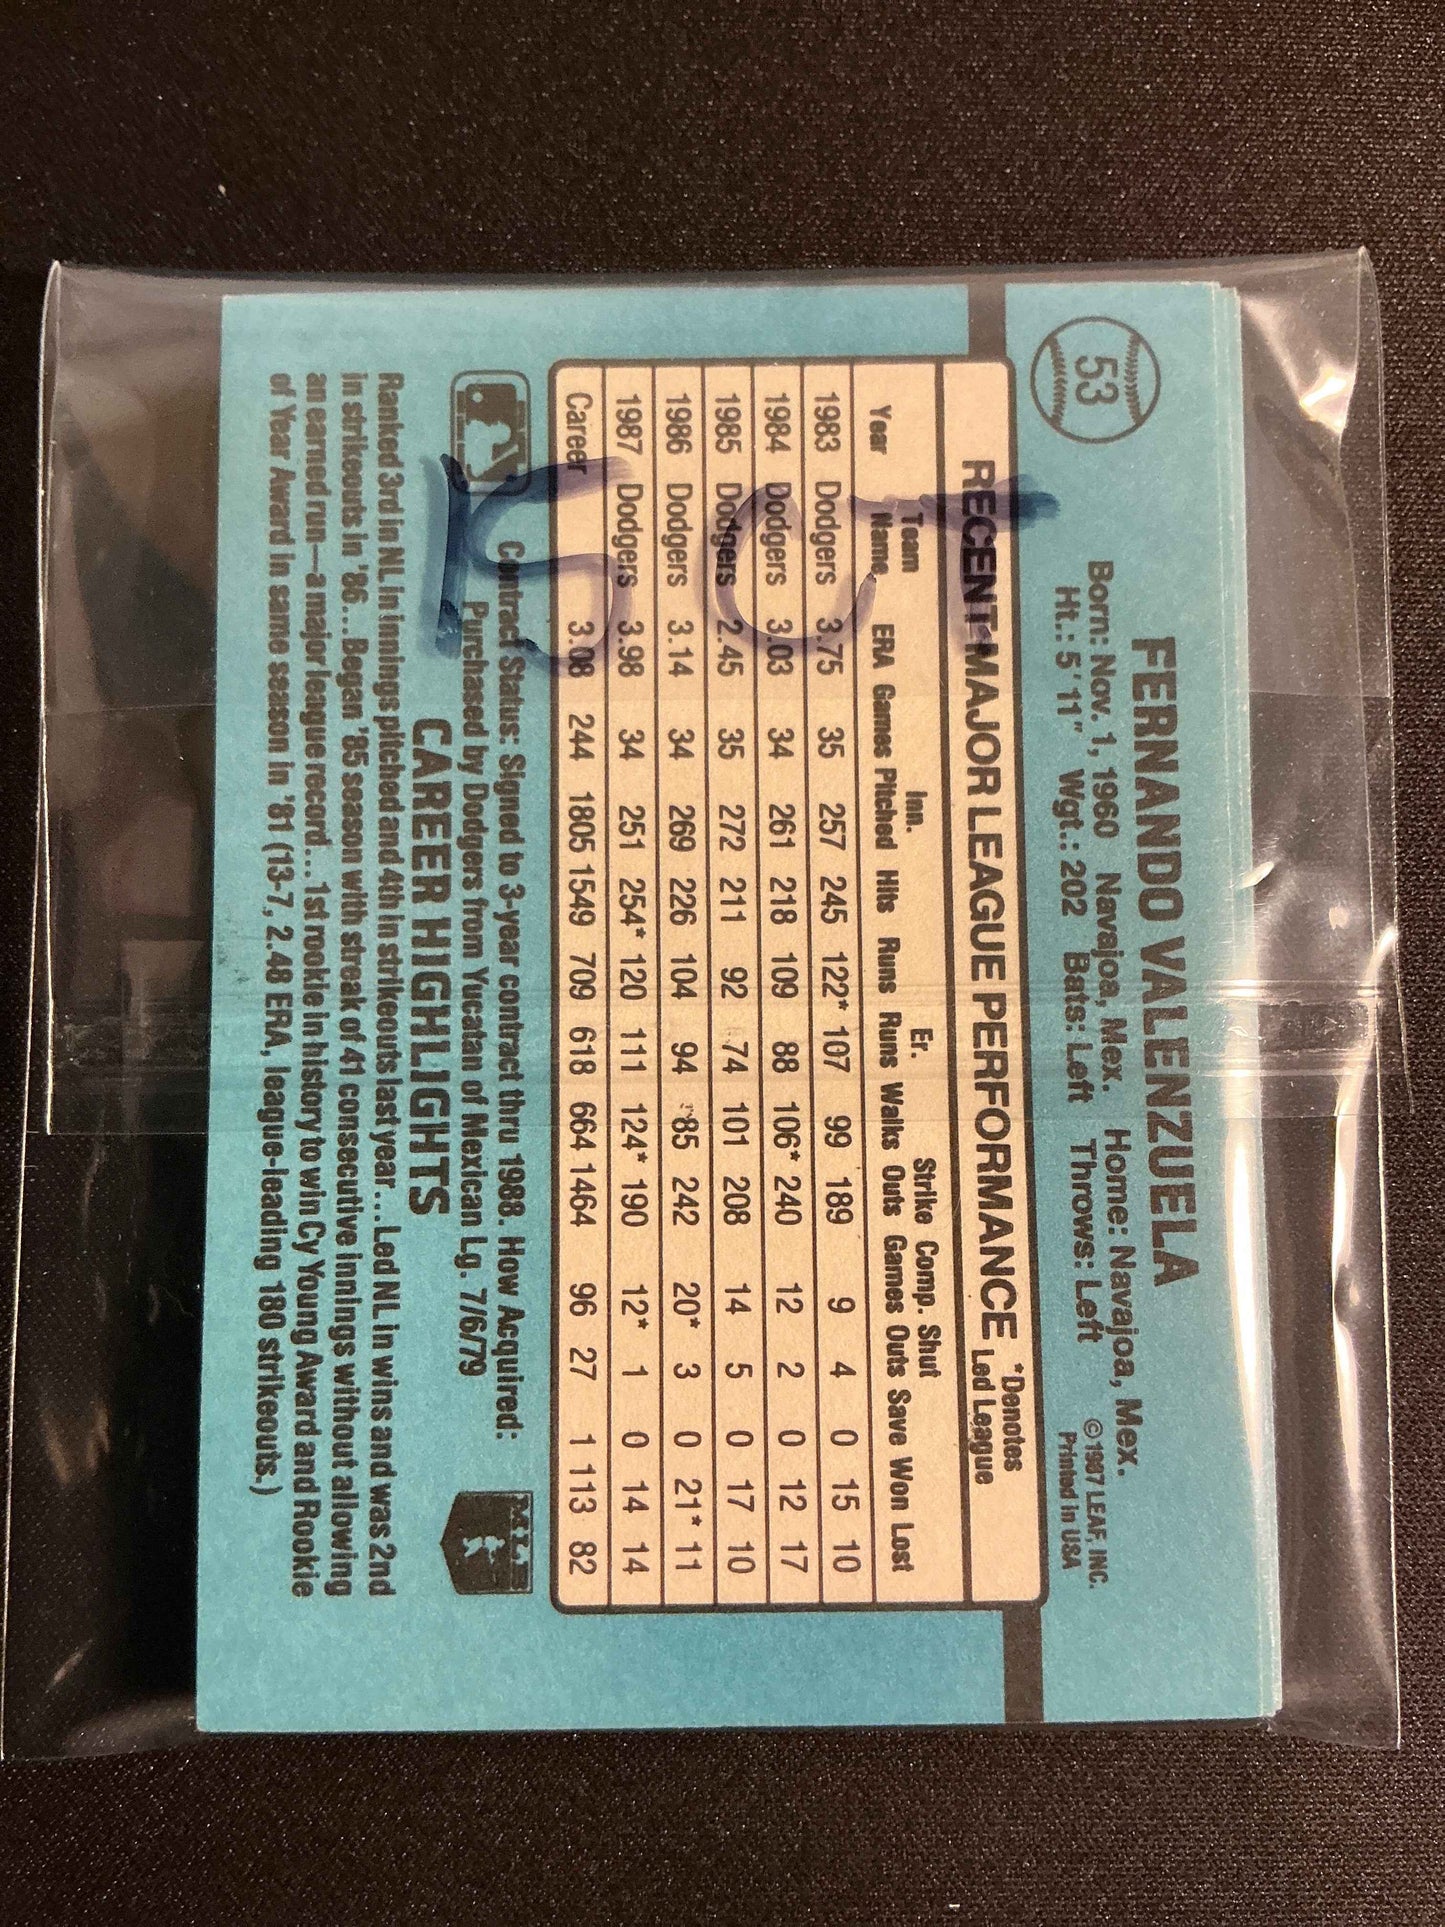 53
FERNANDO VALENZUELA
Born: Nov. 1, 1960 Navajoa, Mex. Home: Navajoa, Mex.
Ht.: 5'11" Wgt.: 202 Bats: Left Throws: Left
©1987 LEAF, INC.
Printed in USA
RECENT MAJOR LEAGUE PERFORMANCE *Denotes Led League
Year Team Name ERA Games Inn. Pitched Hits Runs Er. Runs Walks Strike Outs Comp. Games Shut Outs Save Won Lost
1983 Dodgers 3.75 35 257 245 122* 107 99 189 9 4 0 15 10
1984 Dodgers 3.03 34 261 218 109 88 106* 240 12 2 0 12 17
1985 Dodgers 2.45 35 272 211 92 74 101 208 14 5 0 17 10
1986 Dodgers 3.14 34 269 226 104 94 85 242 20* 3 0 21* 11
1987 Dodgers 3.98 34 251 254* 120 111 124* 190 12* 1 0 14 14
Career 3.08 244 1805 1549 709 618 664 1464 96 27 1 113 82
Contract Status: Signed to 3-year contract thru 1988. How Acquired:
Purchased by Dodgers from Yucatan of Mexican Lg. 7/6/79
CAREER HIGHLIGHTS
Ranked 3rd in NL in innings pitched and 4th in strikeouts last year...Led NL in wins and was 2nd
in strikeouts in '86...Began '85 season with streak of 41 consecutive innings without allowing
an earned run—a major league record...1st rookie in history to win Cy Young Award and Rookie
of Year Award in same season in '81 (13-7, 2.48 ERA, league-leading 180 strikeouts.)